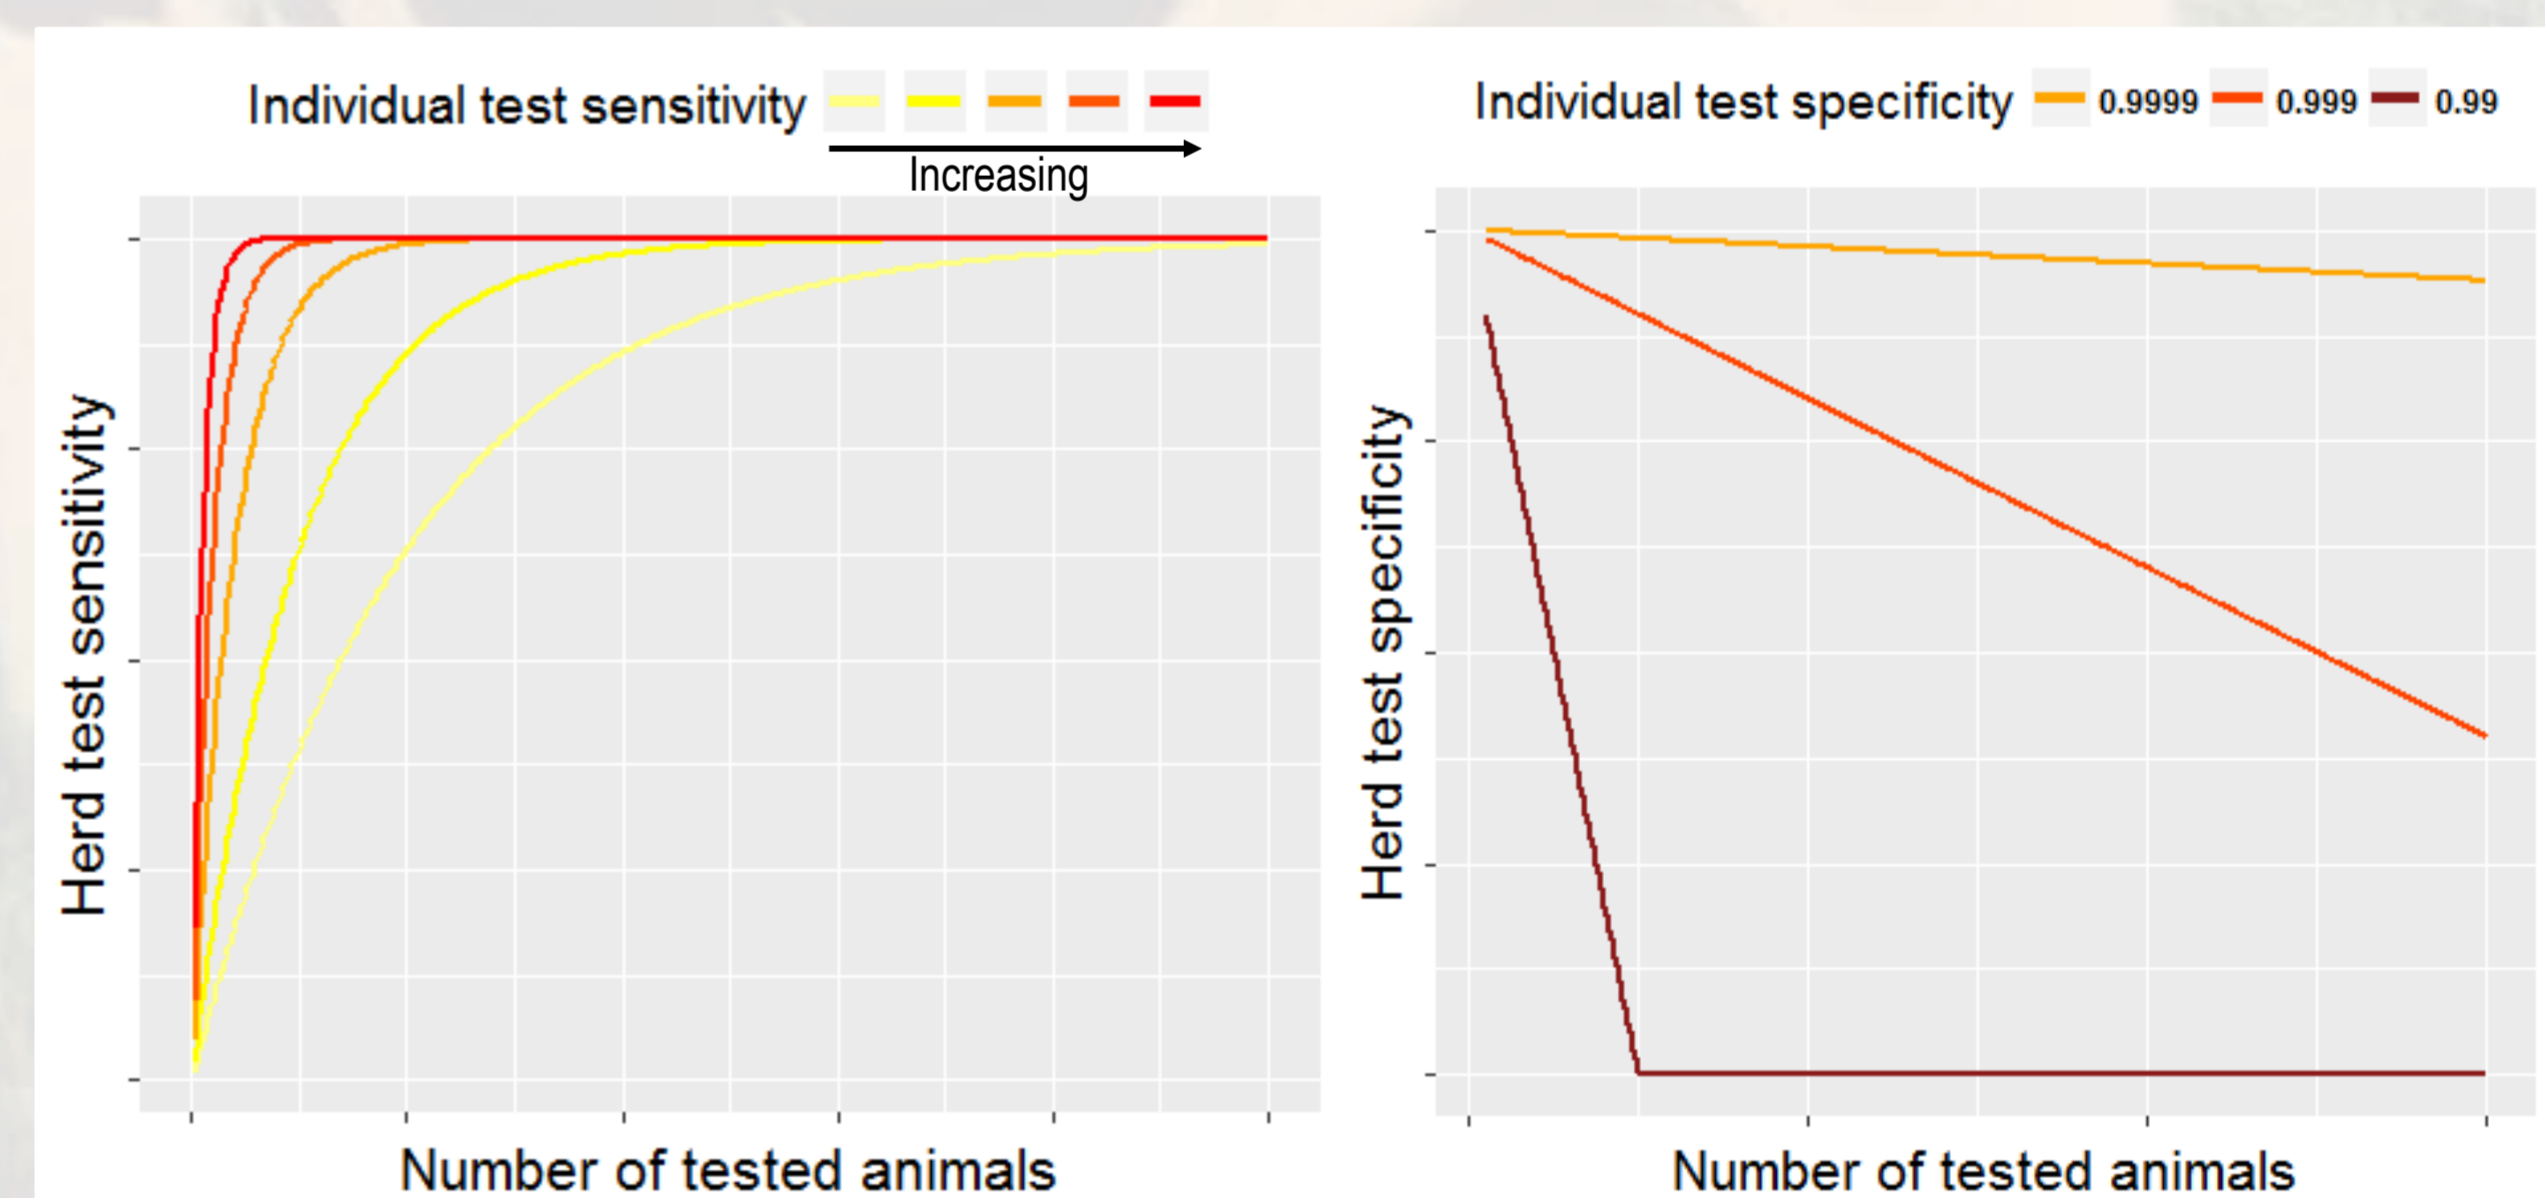 Individual test sensitivity
Increasing
Herd test sensitivity
Number of tested animals
Individual test specificity 0.9999 0.999 0.99
Herd test specificity
Number of tested animals